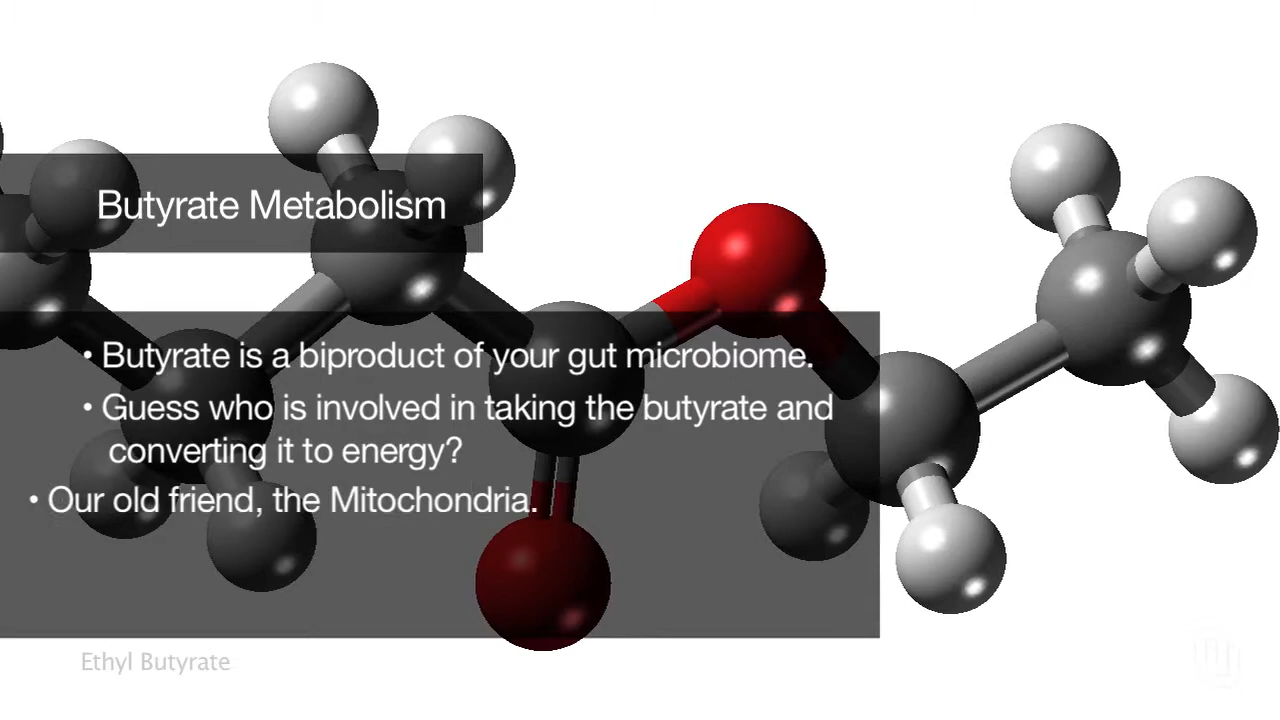 Butyrate Metabolism
• Butyrate is a biproduct of your gut microbiome.
• Guess who is involved in taking the butyrate and
converting it to energy?
• Our old friend, the Mitochondria.
Ethyl Butyrate